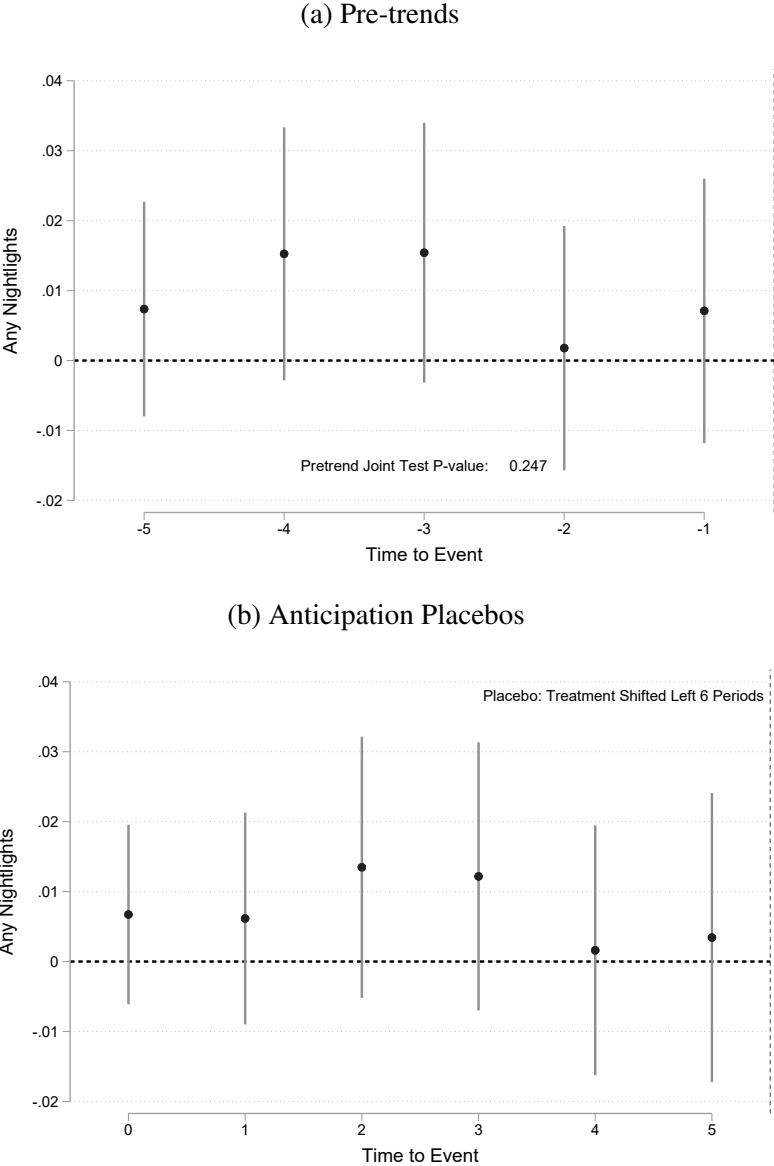 (a) Pre-trends
.04
.03
.02
.01
0
-.01
-.02
Any Nightlights
Pretrend Joint Test P-value: 0.247
-5 -4 -3 -2 -1
Time to Event
(b) Anticipation Placebos
.04
.03
.02
.01
0
-.01
-.02
Any Nightlights
Placebo: Treatment Shifted Left 6 Periods
0 1 2 3 4 5
Time to Event